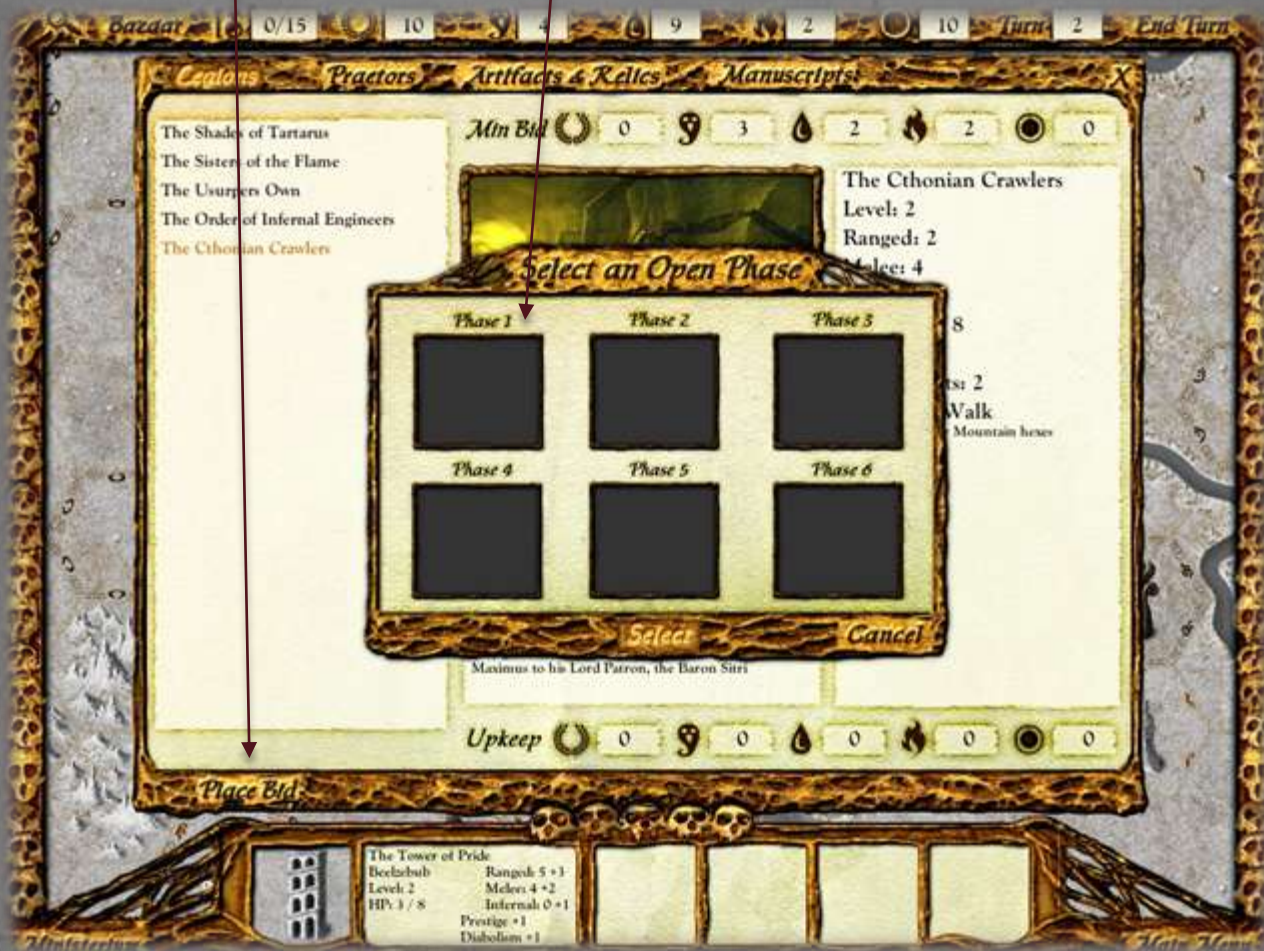 Bazaar 0/15 10 4 9 2 10 Turn 2 End Turn
Legions Praetors Artifacts & Relics Manuscripts X
The Shades of Tartarus
The Sisters of the Flame
The Usurpers Own
The Order of Infernal Engineers
The Cthonian Crawlers
Min Bid 0 3 2 2 0
The Cthonian Crawlers
Level: 2
Ranged: 2
Melee: 4
8
ts: 2
Walk
Mountain hexes
Select an Open Phase
Phase 1 Phase 2 Phase 3
Phase 4 Phase 5 Phase 6
Select Cancel
Maximus to his Lord Patron, the Baron Sitri
Upkeep 0 0 0 0 0
Place Bid
The Tower of Pride
Beelzebub Ranged: 5 +3
Level: 2 Melee: 4 +2
HP: 3 / 8 Infernal: 0 +1
Prestige +1
Diabolism +1